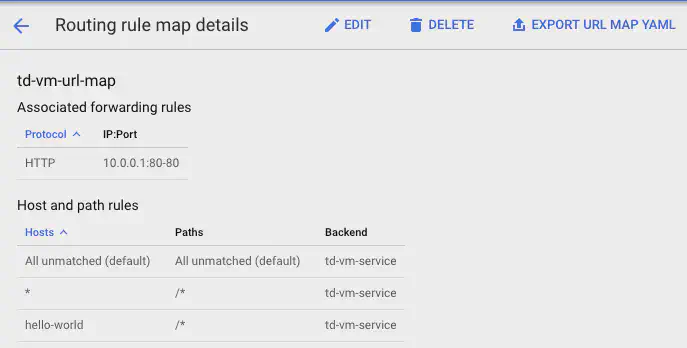 Routing rule map details EDIT DELETE EXPORT URL MAP YAML
td-vm-url-map
Associated forwarding rules
Protocol IP:Port
HTTP 10.0.0.1:80-80
Host and path rules
Hosts Paths Backend
All unmatched (default) All unmatched (default) td-vm-service
* /* td-vm-service
hello-world /* td-vm-service